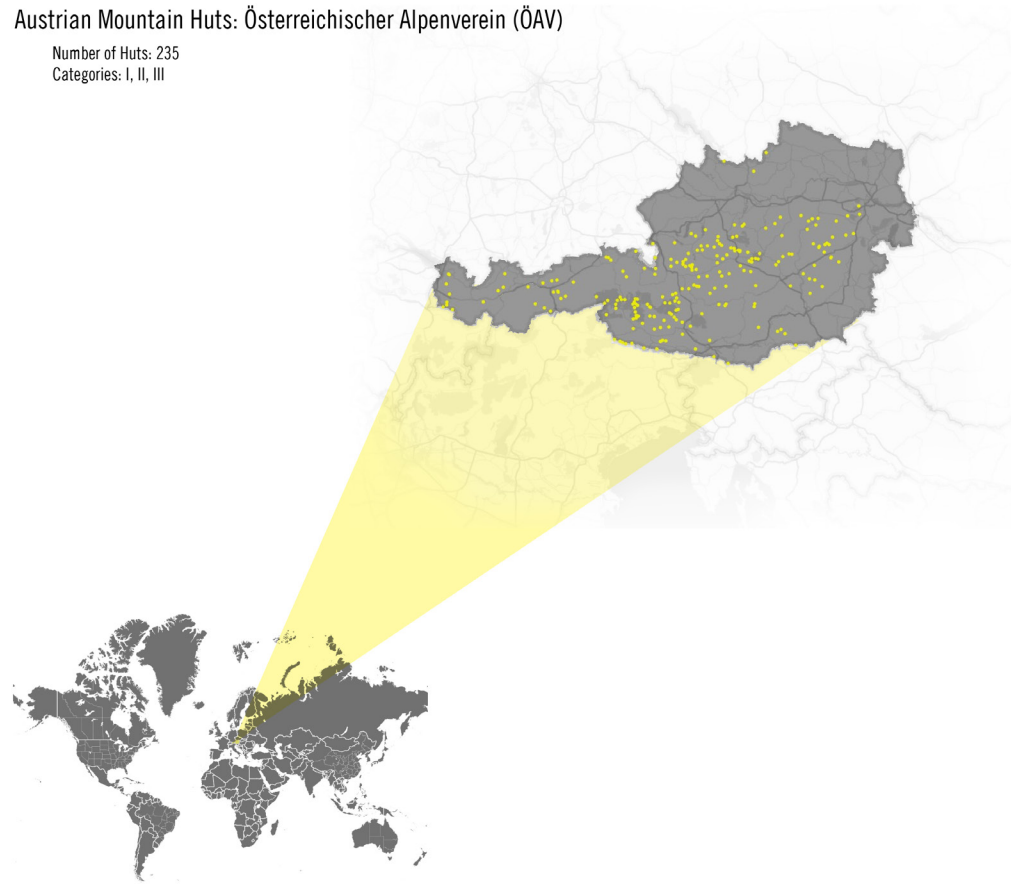 Austrian Mountain Huts: Österreichischer Alpenverein (ÖAV)
Number of Huts: 235
Categories: I, II, III